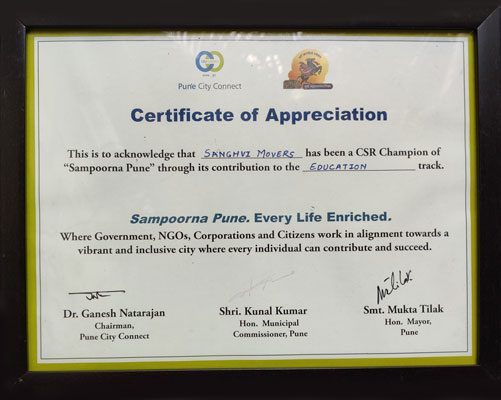 Pune City Connect
Certificate of Appreciation
This is to acknowledge that SANGHVI MOVERS has been a CSR Champion of
“Sampoorna Pune” through its contribution to the EDUCATION track.
Sampoorna Pune. Every Life Enriched.
Where Government, NGOs, Corporations and Citizens work in alignment towards a
vibrant and inclusive city where every individual can contribute and succeed.
Dr. Ganesh Natarajan
Chairman,
Pune City Connect
Shri. Kunal Kumar
Hon. Municipal
Commissioner, Pune
Smt. Mukta Tilak
Hon. Mayor,
Pune